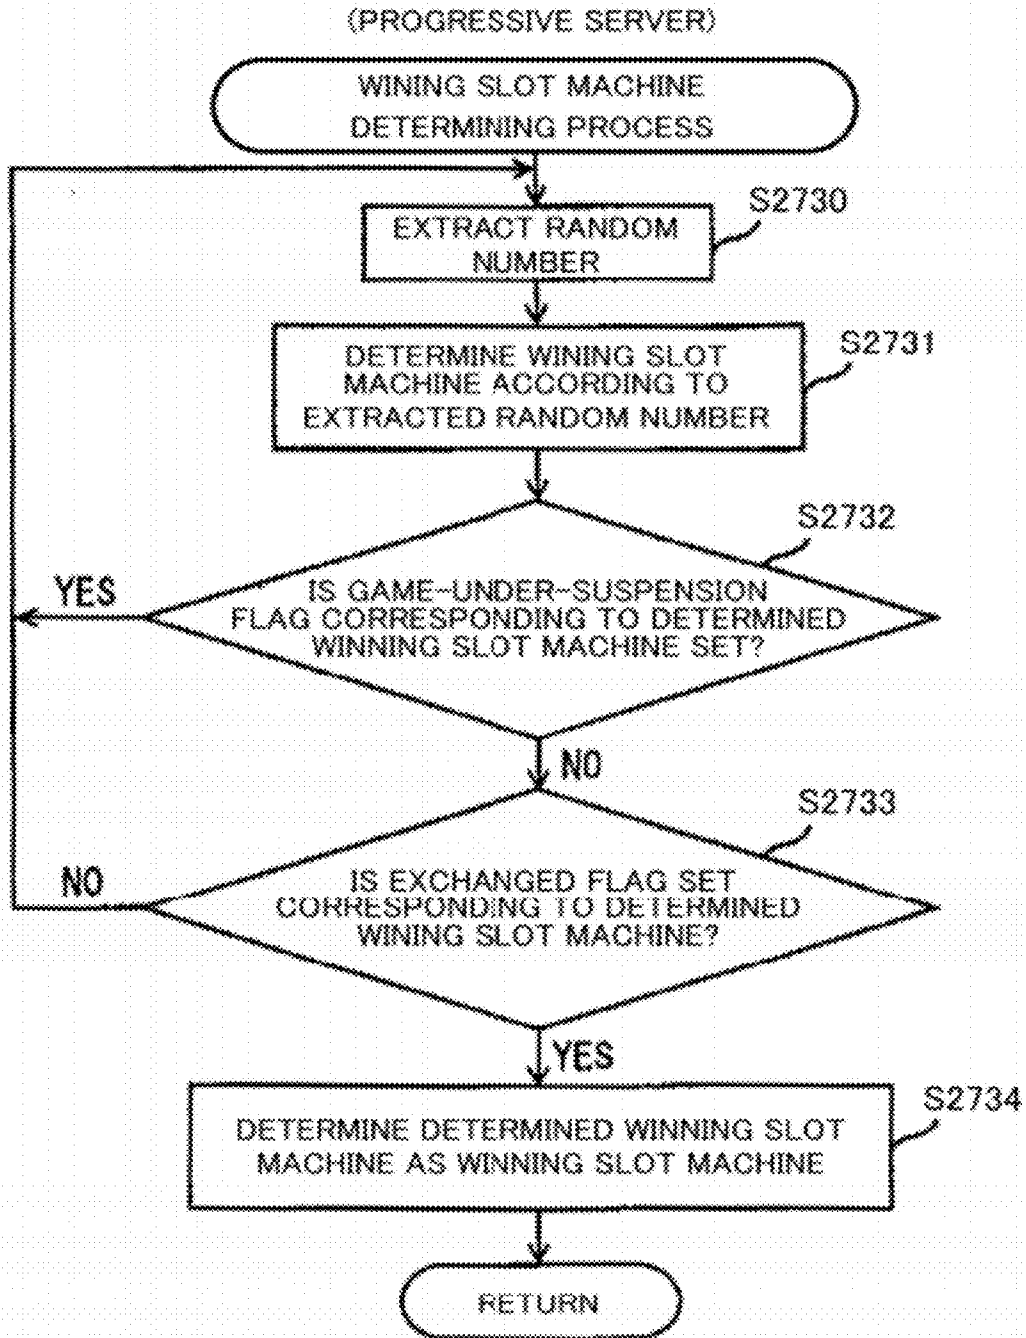 (PROGRESSIVE SERVER)
WINING SLOT MACHINE
DETERMINING PROCESS
S2730
EXTRACT RANDOM
NUMBER
S2731
DETERMINE WINING SLOT
MACHINE ACCORDING TO
EXTRACTED RANDOM NUMBER
S2732
IS GAME-UNDER-SUSPENSION
FLAG CORRESPONDING TO DETERMINED
WINNING SLOT MACHINE SET?
YES
NO
S2733
IS EXCHANGED FLAG SET
CORRESPONDING TO DETERMINED
WINING SLOT MACHINE?
NO
YES
S2734
DETERMINE DETERMINED WINNING SLOT
MACHINE AS WINNING SLOT MACHINE
RETURN